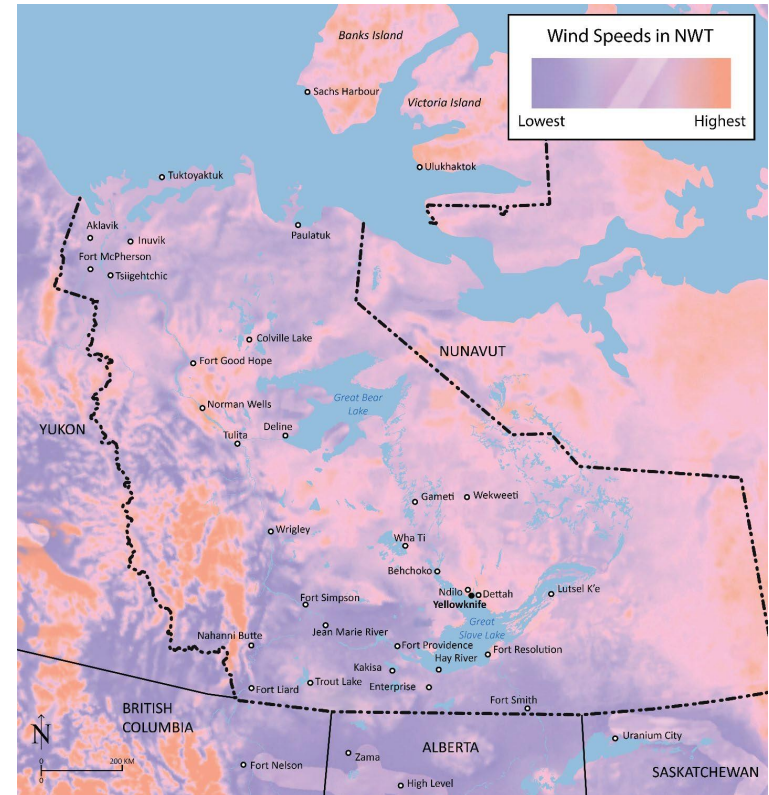 Banks Island
Wind Speeds in NWT
Lowest
Highest
Sachs Harbour
Victoria Island
Ulukhaktok
Tuktoyaktuk
Aklavik
Inuvik
Paulatuk
Fort McPherson
Tsiigehtchic
Colville Lake
NUNAVUT
Fort Good Hope
Great Bear
Lake
Norman Wells
YUKON
Deline
Tulita
Gameti
Wekweeti
Wrigley
Wha Ti
Behchoko
Ndilo
Dettah
Lutsel K'e
Fort Simpson
Yellowknife
Great
Slave Lake
Jean Marie River
Nahanni Butte
Fort Providence
Fort Resolution
Hay River
Kakisa
Trout Lake
Enterprise
Fort Liard
Fort Smith
BRITISH
COLUMBIA
N
Uranium City
ALBERTA
Zama
0
200 KM
Fort Nelson
SASKATCHEWAN
0
High Level